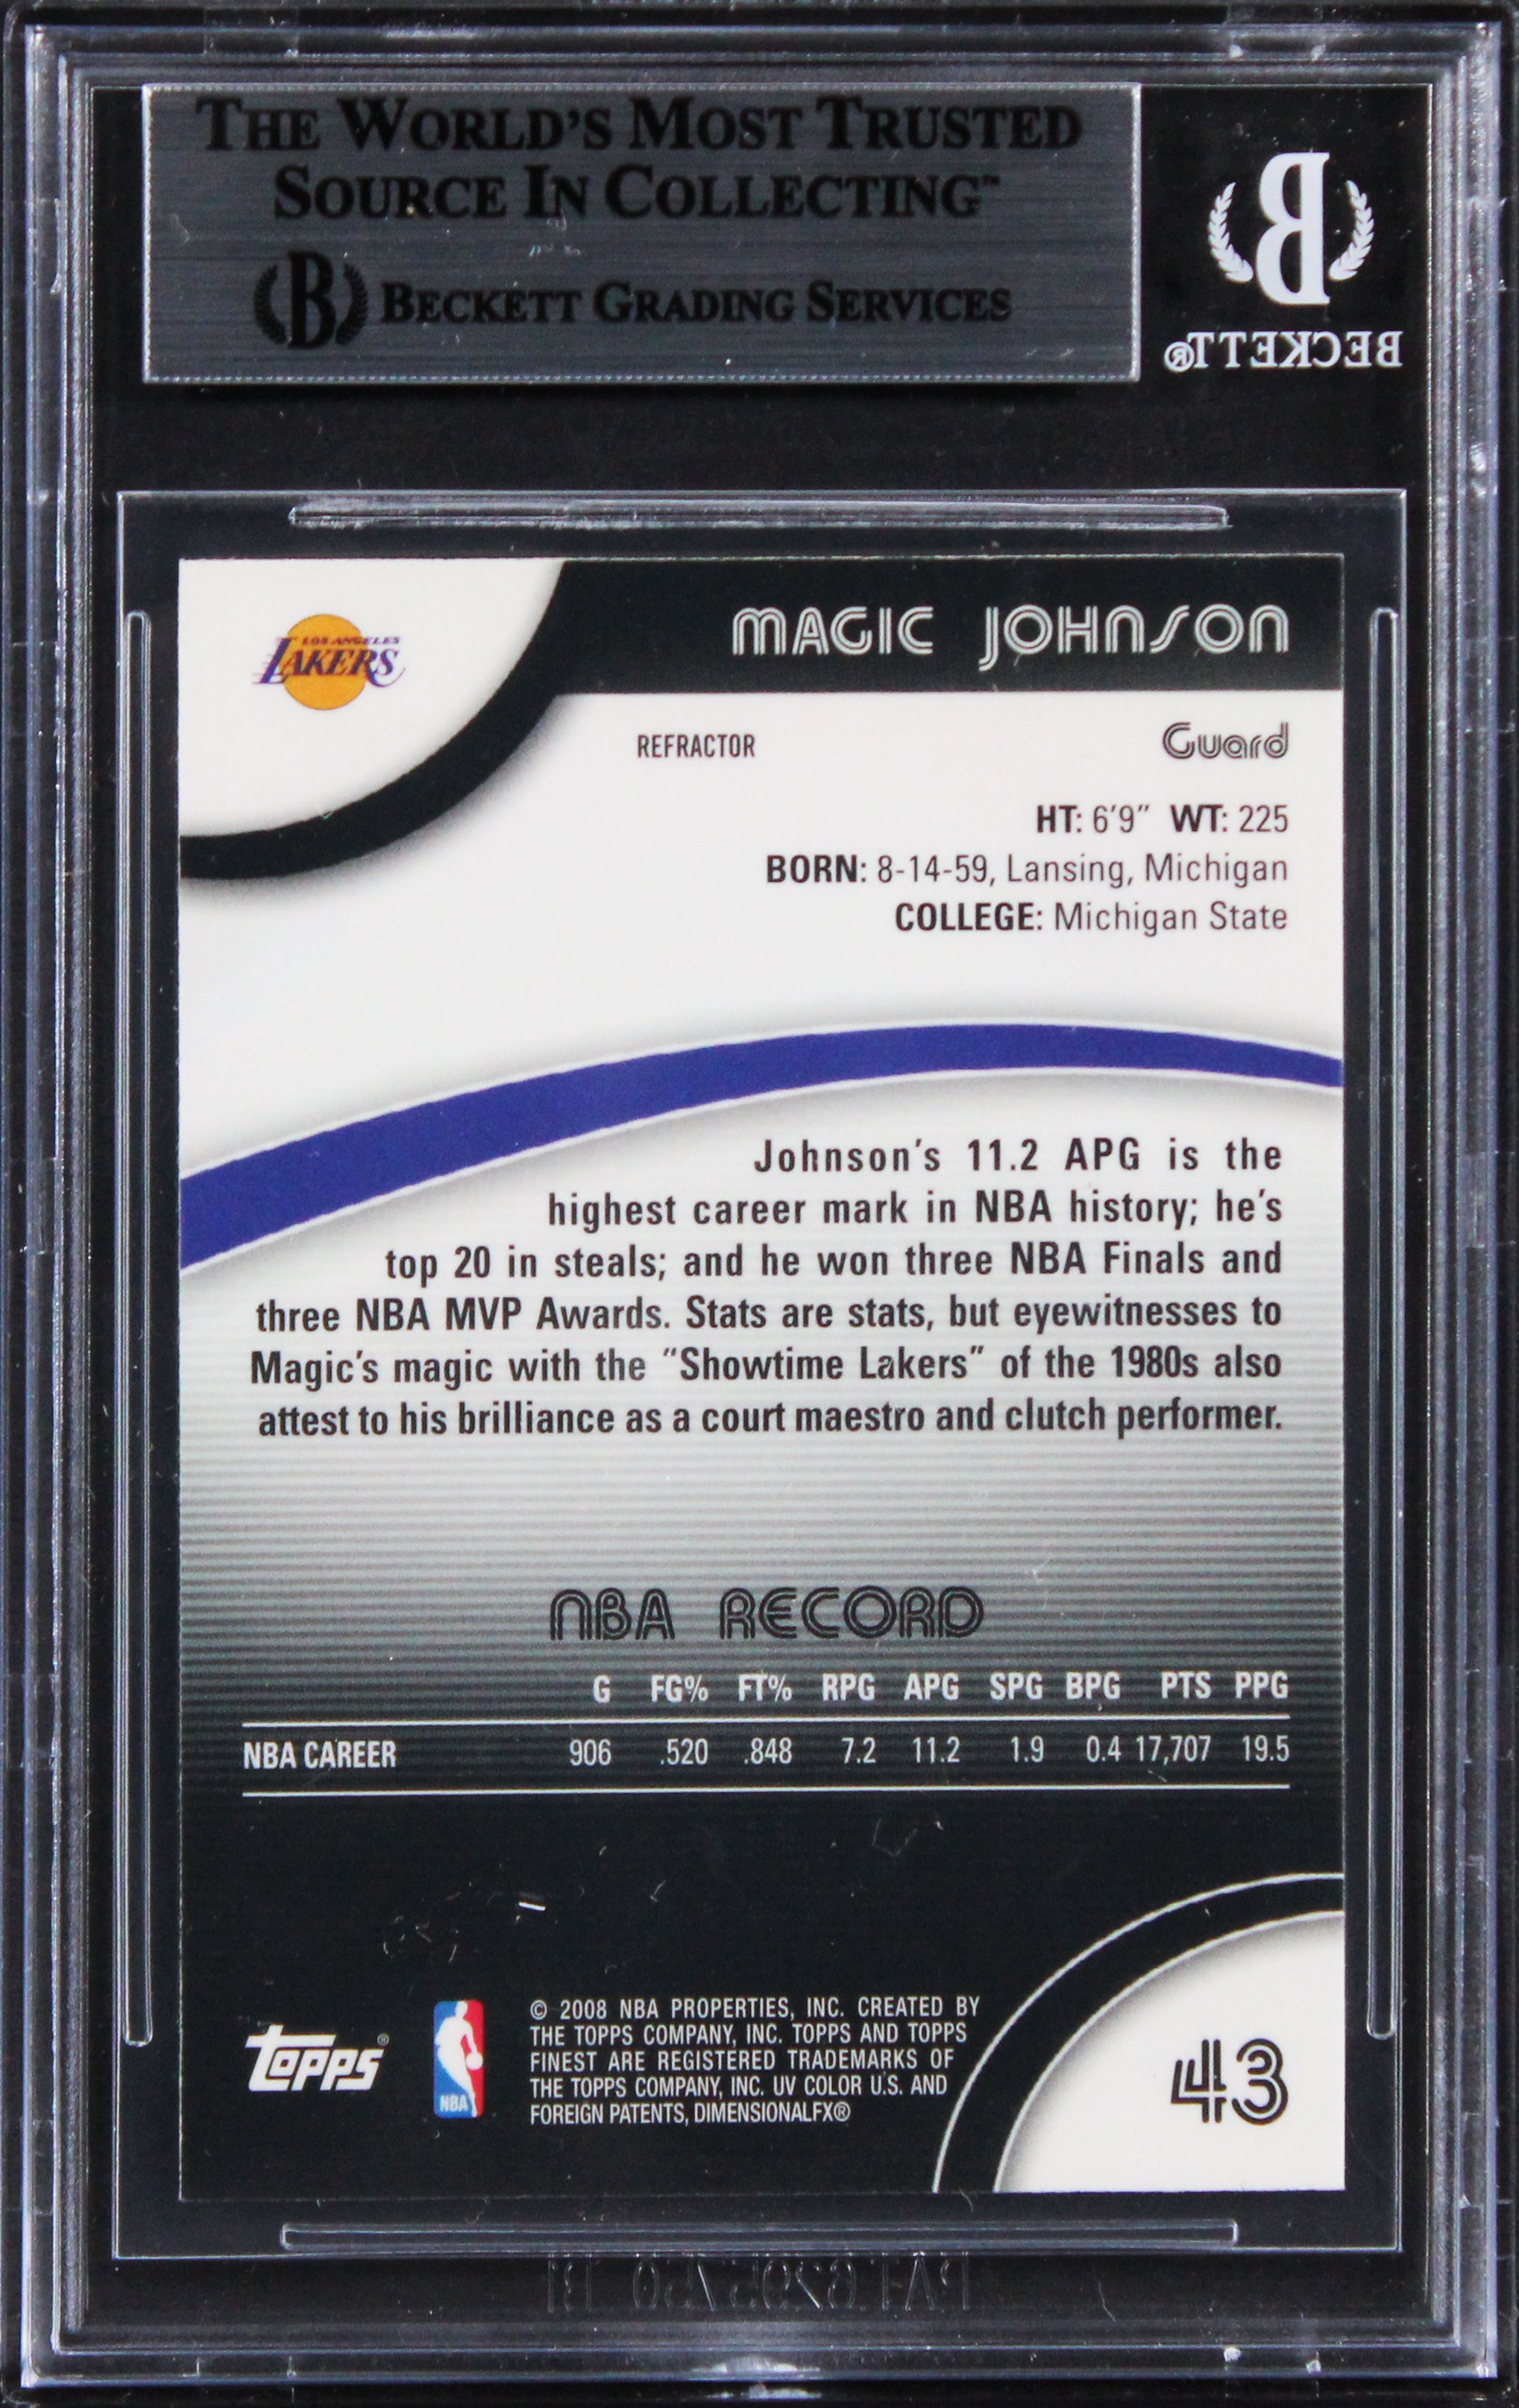 THE WORLD'S MOST TRUSTED
SOURCE IN COLLECTING™
B BECKETT GRADING SERVICES
B
BECKETT®
LOS ANGELES
LAKERS
MAGIC JOHNSON
REFRACTOR
Guard
HT: 6'9" WT: 225
BORN: 8-14-59, Lansing, Michigan
COLLEGE: Michigan State
Johnson's 11.2 APG is the
highest career mark in NBA history; he's
top 20 in steals; and he won three NBA Finals and
three NBA MVP Awards. Stats are stats, but eyewitnesses to
Magic's magic with the "Showtime Lakers" of the 1980s also
attest to his brilliance as a court maestro and clutch performer.
NBA RECORD
G FG% FT% RPG APG SPG BPG PTS PPG
NBA CAREER 906 .520 .848 7.2 11.2 1.9 0.4 17,707 19.5
Topps®
NBA
© 2008 NBA PROPERTIES, INC. CREATED BY
THE TOPPS COMPANY, INC. TOPPS AND TOPPS
FINEST ARE REGISTERED TRADEMARKS OF
THE TOPPS COMPANY, INC. UV COLOR U.S. AND
FOREIGN PATENTS, DIMENSIONALFX®
43